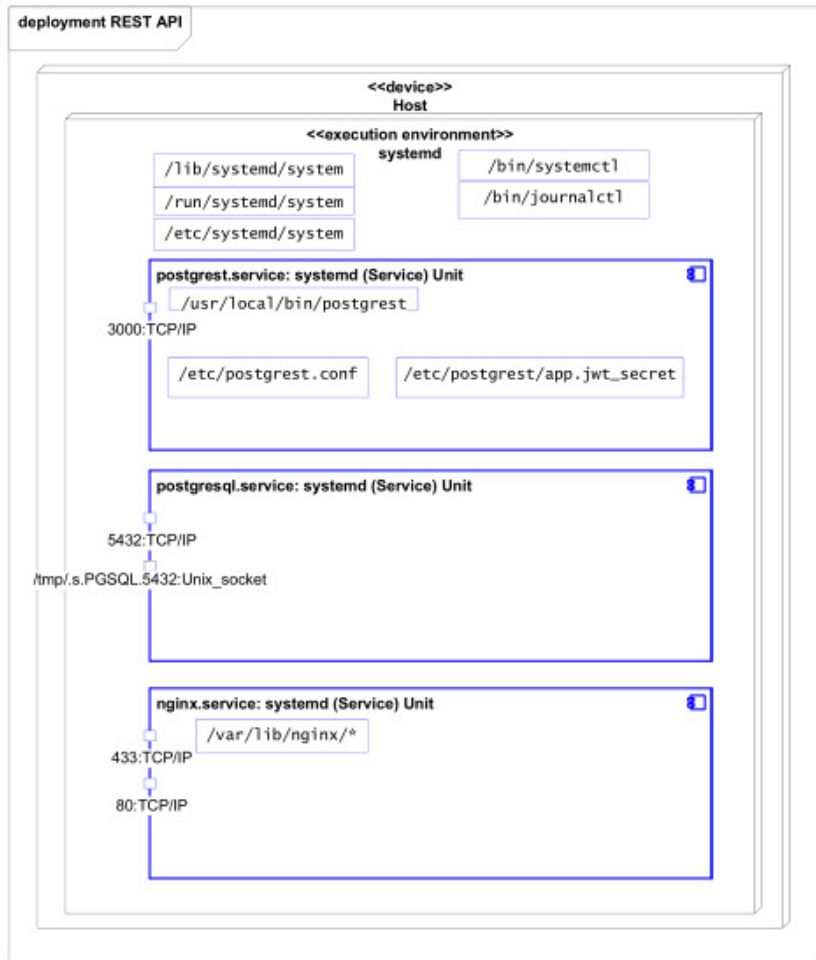 deployment REST API
<<device>>
Host
<<execution environment>>
systemd
/lib/systemd/system
/run/systemd/system
/etc/systemd/system
/bin/systemctl
/bin/journalctl
postgrest.service: systemd (Service) Unit
/usr/local/bin/postgrest
3000:TCP/IP
/etc/postgrest.conf
/etc/postgrest/app.jwt_secret
postgresql.service: systemd (Service) Unit
5432:TCP/IP
/tmp/.s.PGSQL.5432:Unix_socket
nginx.service: systemd (Service) Unit
/var/lib/nginx/*
433:TCP/IP
80:TCP/IP